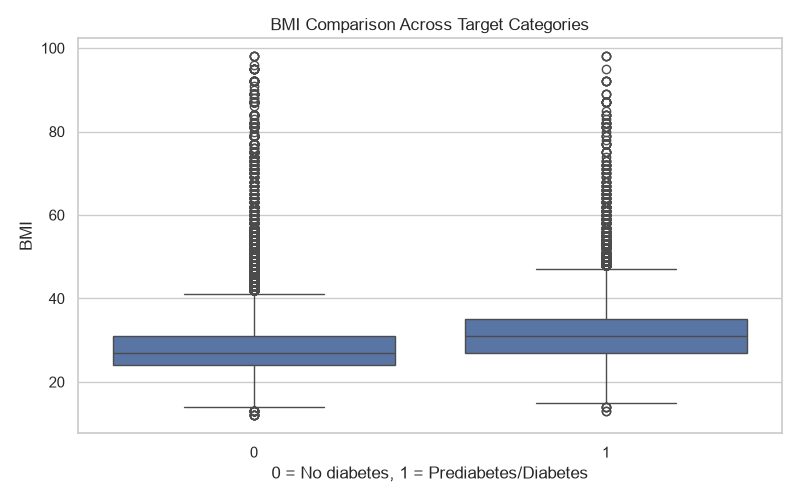 BMI Comparison Across Target Categories
100
80
60
40
20
BMI
0
1
0 = No diabetes, 1 = Prediabetes/Diabetes